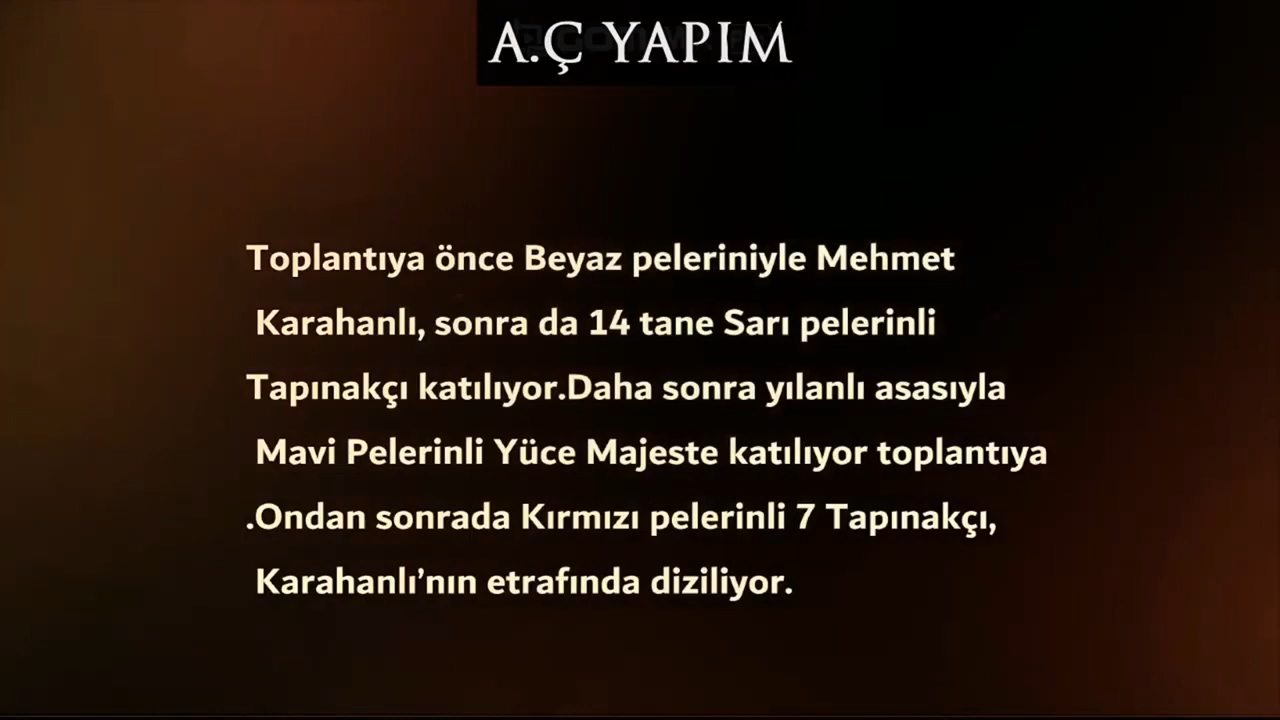 A.Ç YAPIM
Toplantıya önce Beyaz peleriniyle Mehmet
Karahanlı, sonra da 14 tane Sarı pelerinli
Tapınakçı katılıyor.Daha sonra yılanlı asasıyla
Mavi Pelerinli Yüce Majeste katılıyor toplantıya
.Ondan sonrada Kırmızı pelerinli 7 Tapınakçı,
Karahanlı’nın etrafında diziliyor.